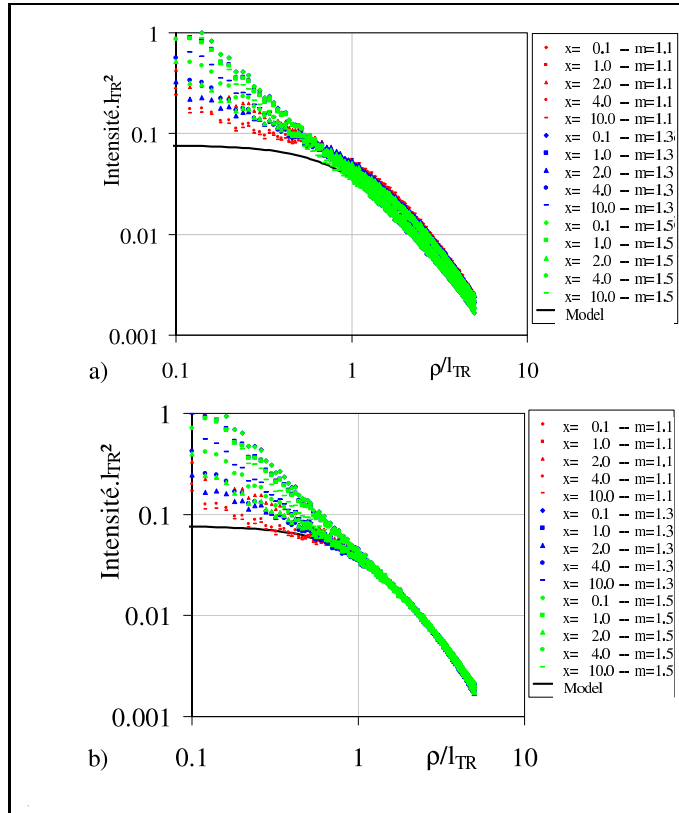 Intensité.lTR²
1
0.1
0.01
0.001
0.1
1
10
ρ/lTR
a)
x= 0.1 – m=1.1
x= 1.0 – m=1.1
x= 2.0 – m=1.1
x= 4.0 – m=1.1
x= 10.0 – m=1.1
x= 0.1 – m=1.3
x= 1.0 – m=1.3
x= 2.0 – m=1.3
x= 4.0 – m=1.3
x= 10.0 – m=1.3
x= 0.1 – m=1.5
x= 1.0 – m=1.5
x= 2.0 – m=1.5
x= 4.0 – m=1.5
x= 10.0 – m=1.5
Model
Intensité.lTR²
1
0.1
0.01
0.001
0.1
1
10
ρ/lTR
b)
x= 0.1 – m=1.1
x= 1.0 – m=1.1
x= 2.0 – m=1.1
x= 4.0 – m=1.1
x= 10.0 – m=1.1
x= 0.1 – m=1.3
x= 1.0 – m=1.3
x= 2.0 – m=1.3
x= 4.0 – m=1.3
x= 10.0 – m=1.3
x= 0.1 – m=1.5
x= 1.0 – m=1.5
x= 2.0 – m=1.5
x= 4.0 – m=1.5
x= 10.0 – m=1.5
Model